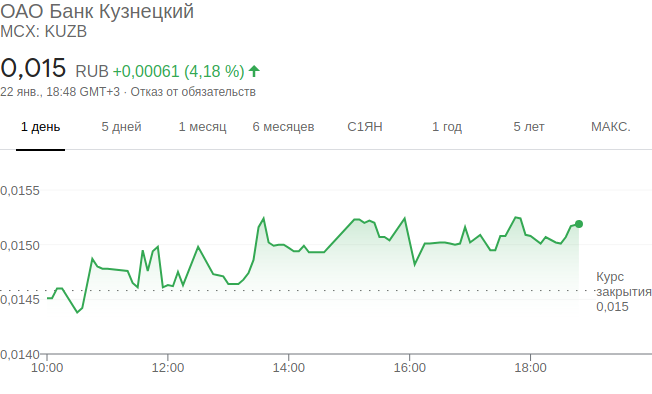 ОАО Банк Кузнецкий
MCX: KUZB
0,015 RUB +0,00061 (4,18 %)
22 янв., 18:48 GMT+3 · Отказ от обязательств
1 день 5 дней 1 месяц 6 месяцев С1ЯН 1 год 5 лет МАКС.
0,0155
0,0150
Курс
закрытия
0,015
0,0145
0,0140
10:00 12:00 14:00 16:00 18:00